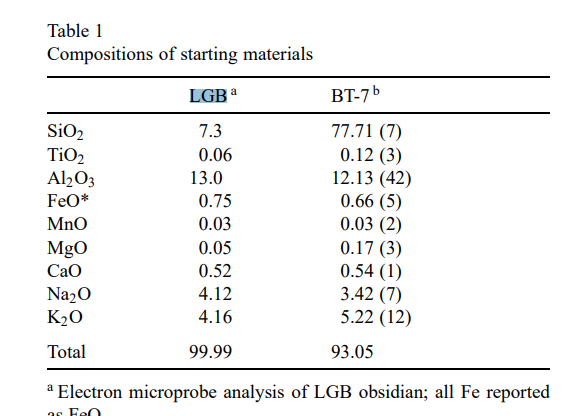 Table 1
Compositions of starting materials
LGB a BT-7 b
SiO2 7.3 77.71 (7)
TiO2 0.06 0.12 (3)
Al2O3 13.0 12.13 (42)
FeO* 0.75 0.66 (5)
MnO 0.03 0.03 (2)
MgO 0.05 0.17 (3)
CaO 0.52 0.54 (1)
Na2O 4.12 3.42 (7)
K2O 4.16 5.22 (12)
Total 99.99 93.05
a Electron microprobe analysis of LGB obsidian; all Fe reported
as FeO